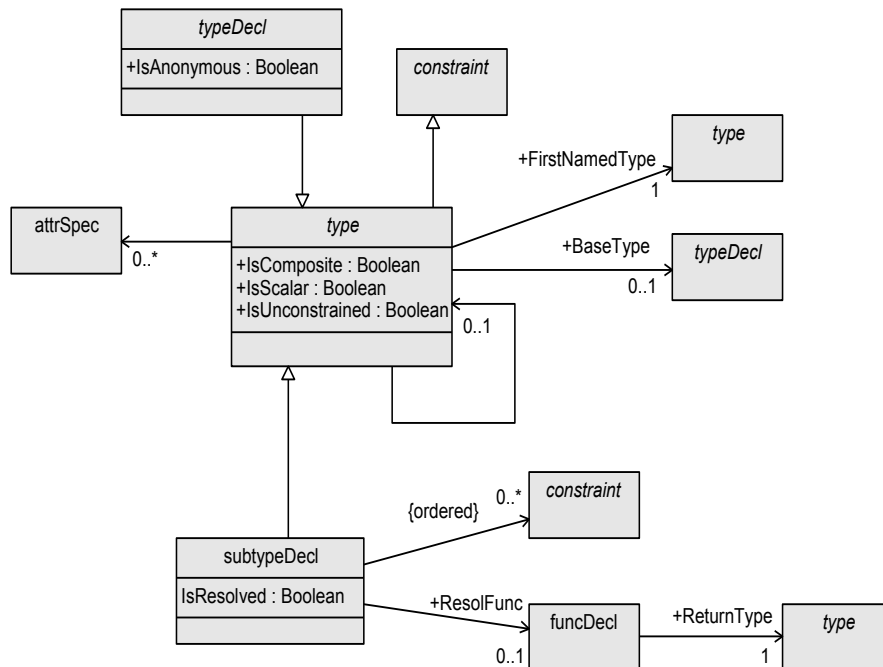 typeDecl
+IsAnonymous : Boolean
constraint
type
+FirstNamedType
1
attrSpec
0..*
type
+IsComposite : Boolean
+IsScalar : Boolean
+IsUnconstrained : Boolean
+BaseType
0..1
typeDecl
0..1
constraint
0..*
{ordered}
subtypeDecl
IsResolved : Boolean
+ResolFunc
0..1
funcDecl
+ReturnType
1
type